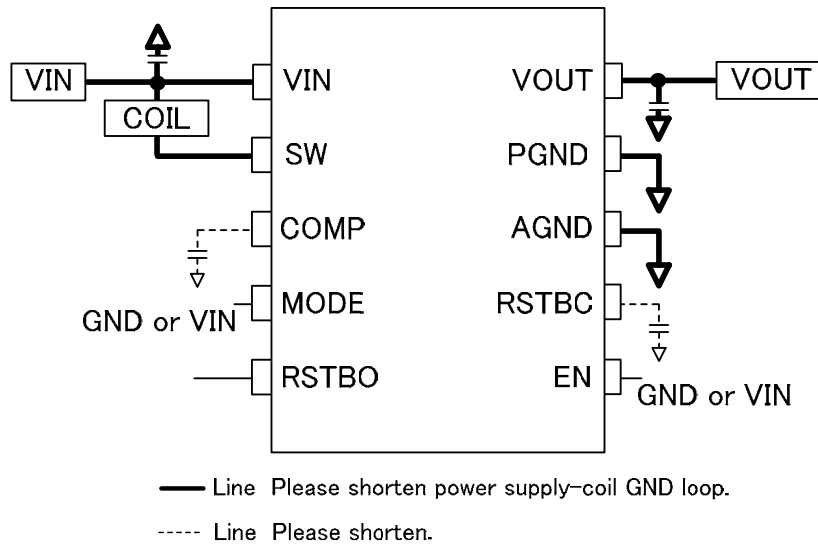 VIN
VIN
VOUT
VOUT
COIL
SW
PGND
COMP
AGND
GND or VIN
MODE
RSTBC
RSTBO
EN
GND or VIN
Line Please shorten power supply-coil GND loop.
Line Please shorten.